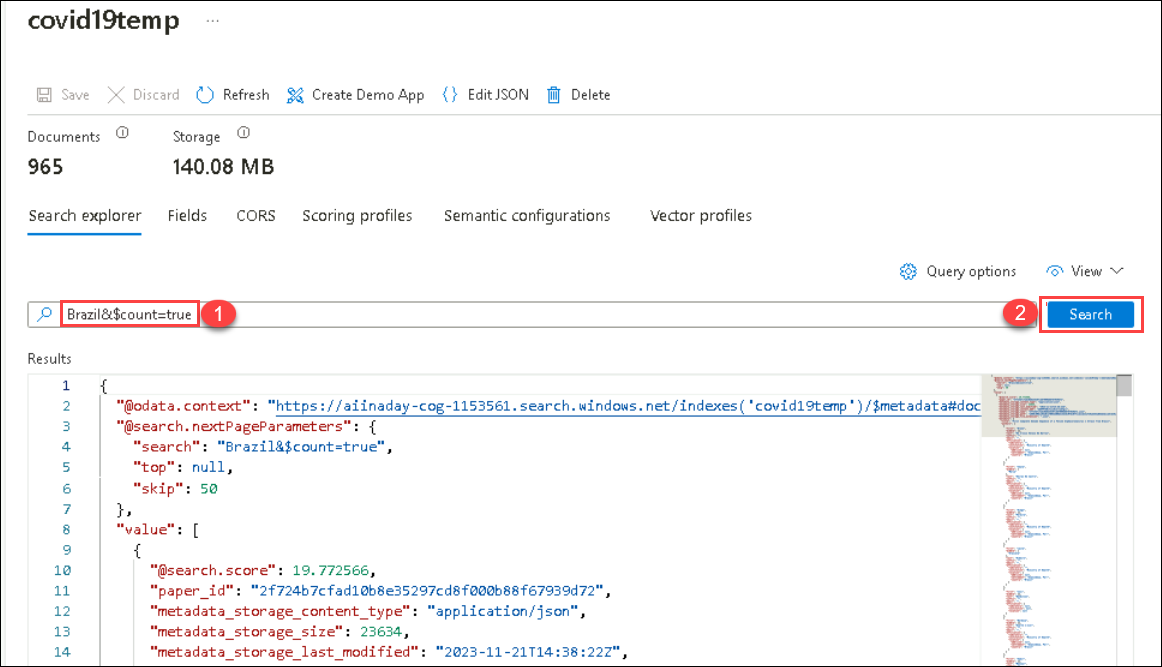 covid19temp ...
Save Discard Refresh Create Demo App {} Edit JSON Delete
Documents Storage
965 140.08 MB
Search explorer Fields CORS Scoring profiles Semantic configurations Vector profiles
Query options View
Brazil&$count=true 1 2 Search
Results
1 {
2 "@odata.context": "https://aiinaday-cog-1153561.search.windows.net/indexes('covid19temp')/$metadata#doc
3 "@search.nextPageParameters": {
4 "search": "Brazil&$count=true",
5 "top": null,
6 "skip": 50
7 },
8 "value": [
9 {
10 "@search.score": 19.772566,
11 "paper_id": "2f724b7cfad10b8e35297cd8f000b88f67939d72",
12 "metadata_storage_content_type": "application/json",
13 "metadata_storage_size": 23634,
14 "metadata_storage_last_modified": "2023-11-21T14:38:22Z",